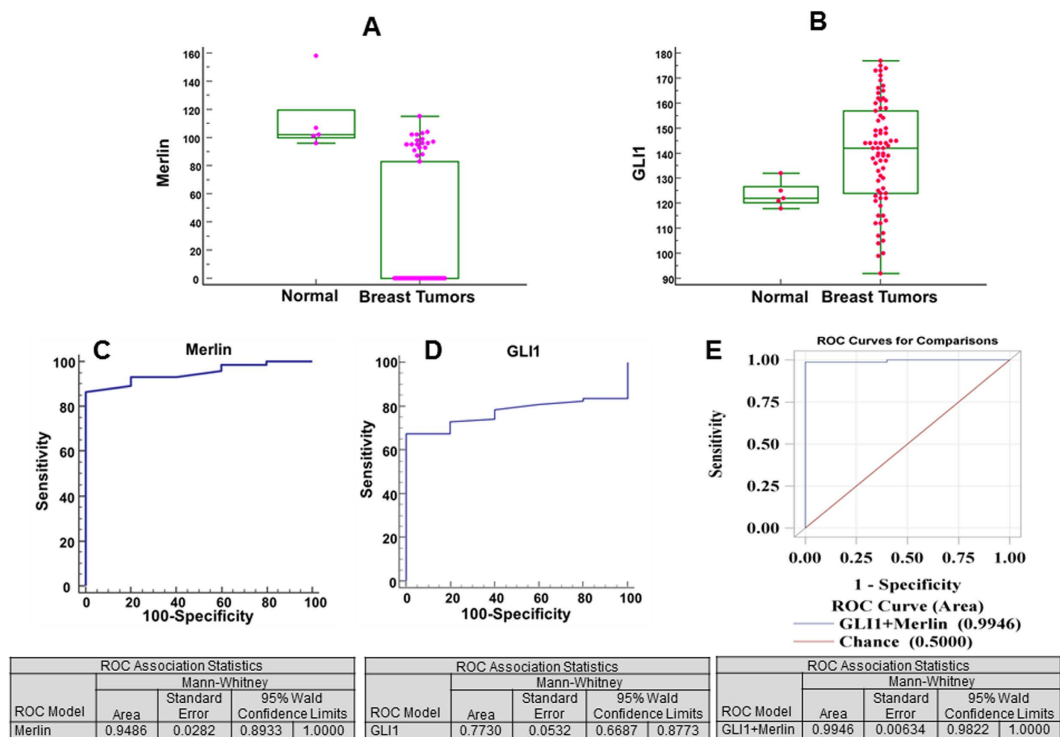 A
Merlin
160
140
120
100
80
60
40
20
0
Normal Breast Tumors
B
GLI1
180
170
160
150
140
130
120
110
100
90
Normal Breast Tumors
C
Merlin
Sensitivity
100
80
60
40
20
0
0 20 40 60 80 100
100-Specificity
D
GLI1
Sensitivity
100
80
60
40
20
0
0 20 40 60 80 100
100-Specificity
E
ROC Curves for Comparisons
Sensitivity
1.00
0.75
0.50
0.25
0.00
0.00 0.25 0.50 0.75 1.00
1 - Specificity
ROC Curve (Area)
GLI1+Merlin (0.9946)
Chance (0.5000)
ROC Association Statistics
ROC Model
Mann-Whitney
Area
Standard Error
95% Wald Confidence Limits
Merlin 0.9486 0.0282 0.8933 1.0000
ROC Association Statistics
ROC Model
Mann-Whitney
Area
Standard Error
95% Wald Confidence Limits
GLI1 0.7730 0.0532 0.6687 0.8773
ROC Association Statistics
ROC Model
Mann-Whitney
Area
Standard Error
95% Wald Confidence Limits
GLI1+Merlin 0.9946 0.00634 0.9822 1.0000